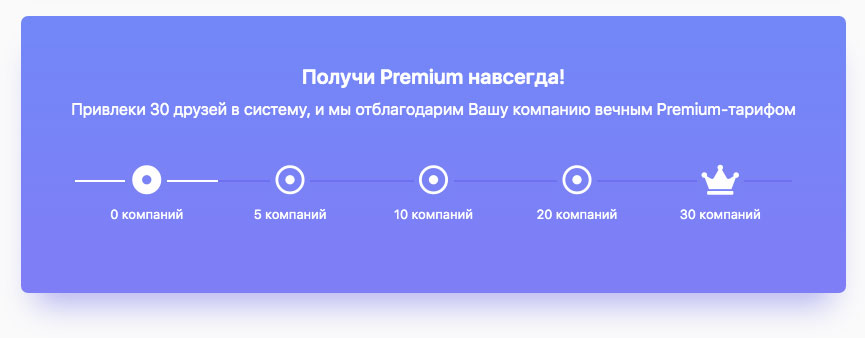 Получи Premium навсегда!
Привлеки 30 друзей в систему, и мы отблагодарим Вашу компанию вечным Premium-тарифом
0 компаний
5 компаний
10 компаний
20 компаний
30 компаний